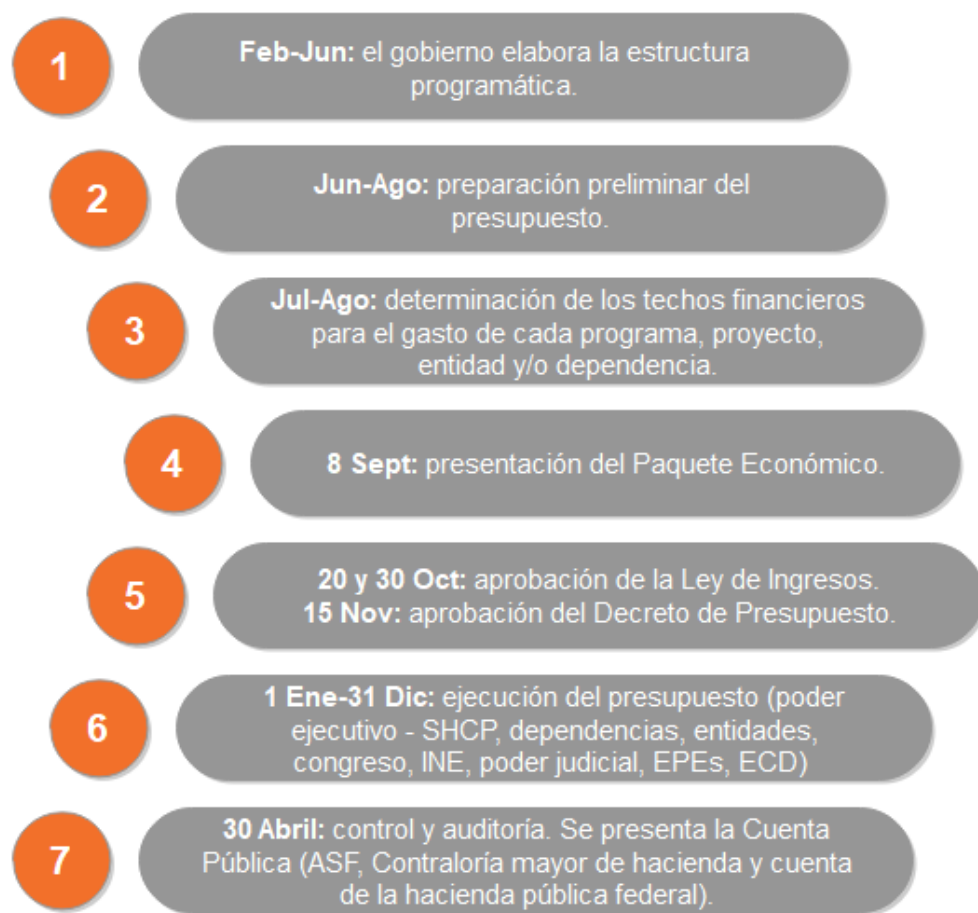 1
Feb-Jun: el gobierno elabora la estructura
programática.
2
Jun-Ago: preparación preliminar del
presupuesto.
3
Jul-Ago: determinación de los techos financieros
para el gasto de cada programa, proyecto,
entidad y/o dependencia.
4
8 Sept: presentación del Paquete Económico.
5
20 y 30 Oct: aprobación de la Ley de Ingresos.
15 Nov: aprobación del Decreto de Presupuesto.
6
1 Ene-31 Dic: ejecución del presupuesto (poder
ejecutivo - SHCP, dependencias, entidades,
congreso, INE, poder judicial, EPEs, ECD)
7
30 Abril: control y auditoría. Se presenta la Cuenta
Pública (ASF, Contraloría mayor de hacienda y cuenta
de la hacienda pública federal).